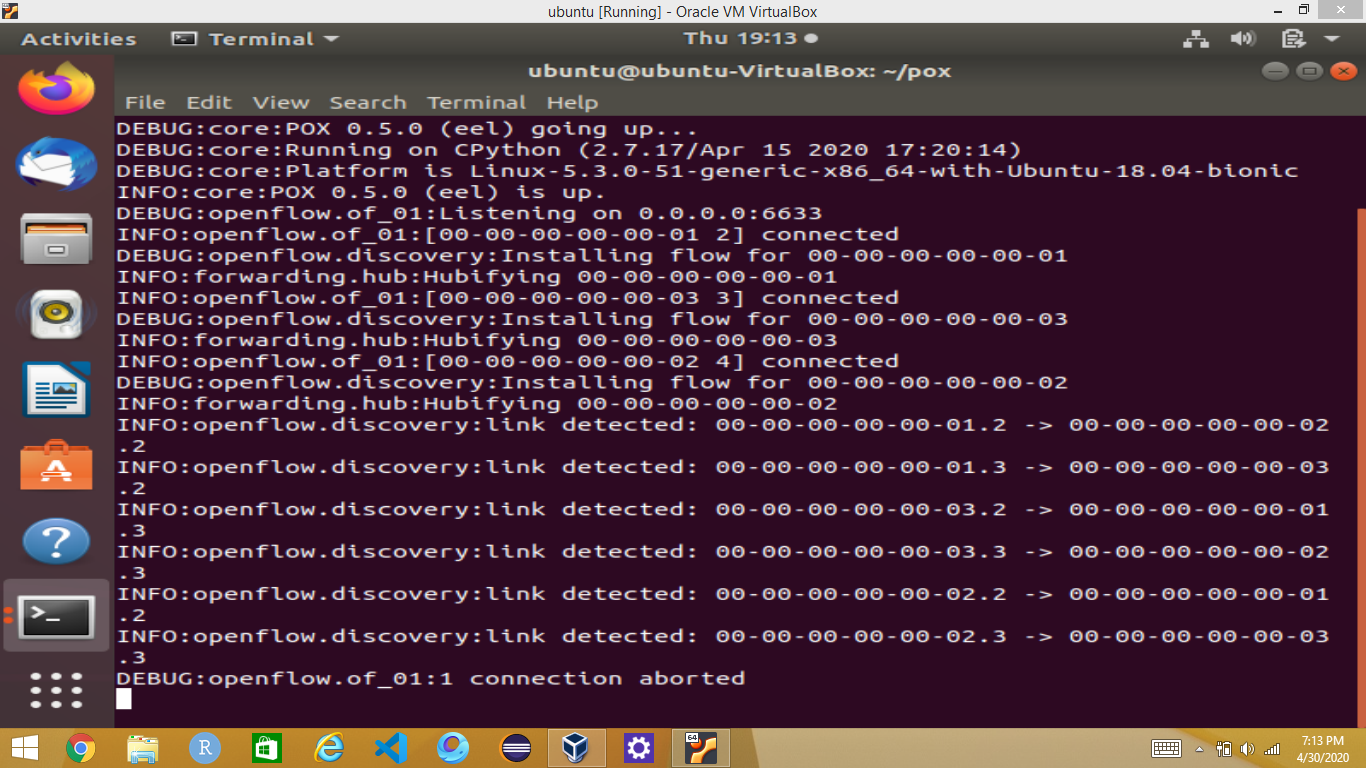 ubuntu [Running] - Oracle VM VirtualBox
Activities Terminal Thu 19:13
ubuntu@ubuntu-VirtualBox: ~/pox
File Edit View Search Terminal Help
DEBUG:core:POX 0.5.0 (eel) going up...
DEBUG:core:Running on CPython (2.7.17/Apr 15 2020 17:20:14)
DEBUG:core:Platform is Linux-5.3.0-51-generic-x86_64-with-Ubuntu-18.04-bionic
INFO:core:POX 0.5.0 (eel) is up.
DEBUG:openflow.of_01:Listening on 0.0.0.0:6633
INFO:openflow.of_01:[00-00-00-00-00-01 2] connected
DEBUG:openflow.discovery:Installing flow for 00-00-00-00-00-01
INFO:forwarding.hub:Hubifying 00-00-00-00-00-01
INFO:openflow.of_01:[00-00-00-00-00-03 3] connected
DEBUG:openflow.discovery:Installing flow for 00-00-00-00-00-03
INFO:forwarding.hub:Hubifying 00-00-00-00-00-03
INFO:openflow.of_01:[00-00-00-00-00-02 4] connected
DEBUG:openflow.discovery:Installing flow for 00-00-00-00-00-02
INFO:forwarding.hub:Hubifying 00-00-00-00-00-02
INFO:openflow.discovery:link detected: 00-00-00-00-00-01.2 -> 00-00-00-00-00-02
.2
INFO:openflow.discovery:link detected: 00-00-00-00-00-01.3 -> 00-00-00-00-00-03
.2
INFO:openflow.discovery:link detected: 00-00-00-00-00-03.2 -> 00-00-00-00-00-01
.3
INFO:openflow.discovery:link detected: 00-00-00-00-00-03.3 -> 00-00-00-00-00-02
.3
INFO:openflow.discovery:link detected: 00-00-00-00-00-02.2 -> 00-00-00-00-00-01
.2
INFO:openflow.discovery:link detected: 00-00-00-00-00-02.3 -> 00-00-00-00-00-03
.3
DEBUG:openflow.of_01:1 connection aborted
R
64
7:13 PM
4/30/2020